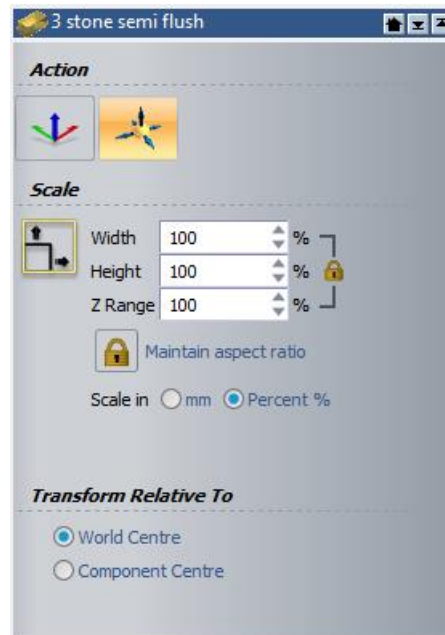 3 stone semi flush
Action
Scale
Width 100 %
Height 100 %
Z Range 100 %
Maintain aspect ratio
Scale in mm Percent %
Transform Relative To
World Centre
Component Centre